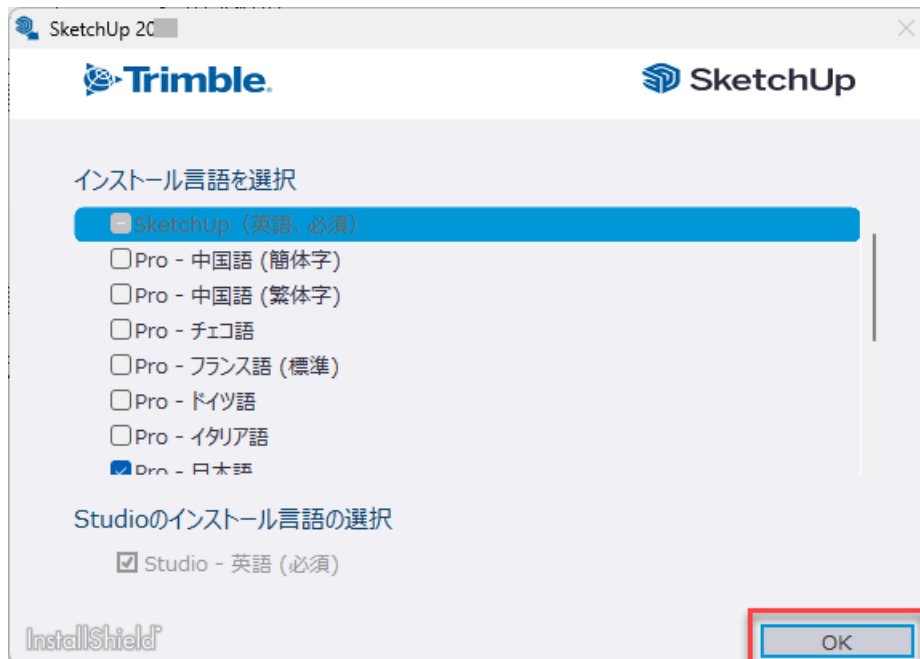 SketchUp 20
Trimble.
SketchUp
インストール言語を選択
SketchUp（英語、必須）
Pro - 中国語 (簡体字)
Pro - 中国語 (繁体字)
Pro - チェコ語
Pro - フランス語 (標準)
Pro - ドイツ語
Pro - イタリア語
Pro - 日本語
Studioのインストール言語の選択
Studio - 英語 (必須)
InstallShield
OK